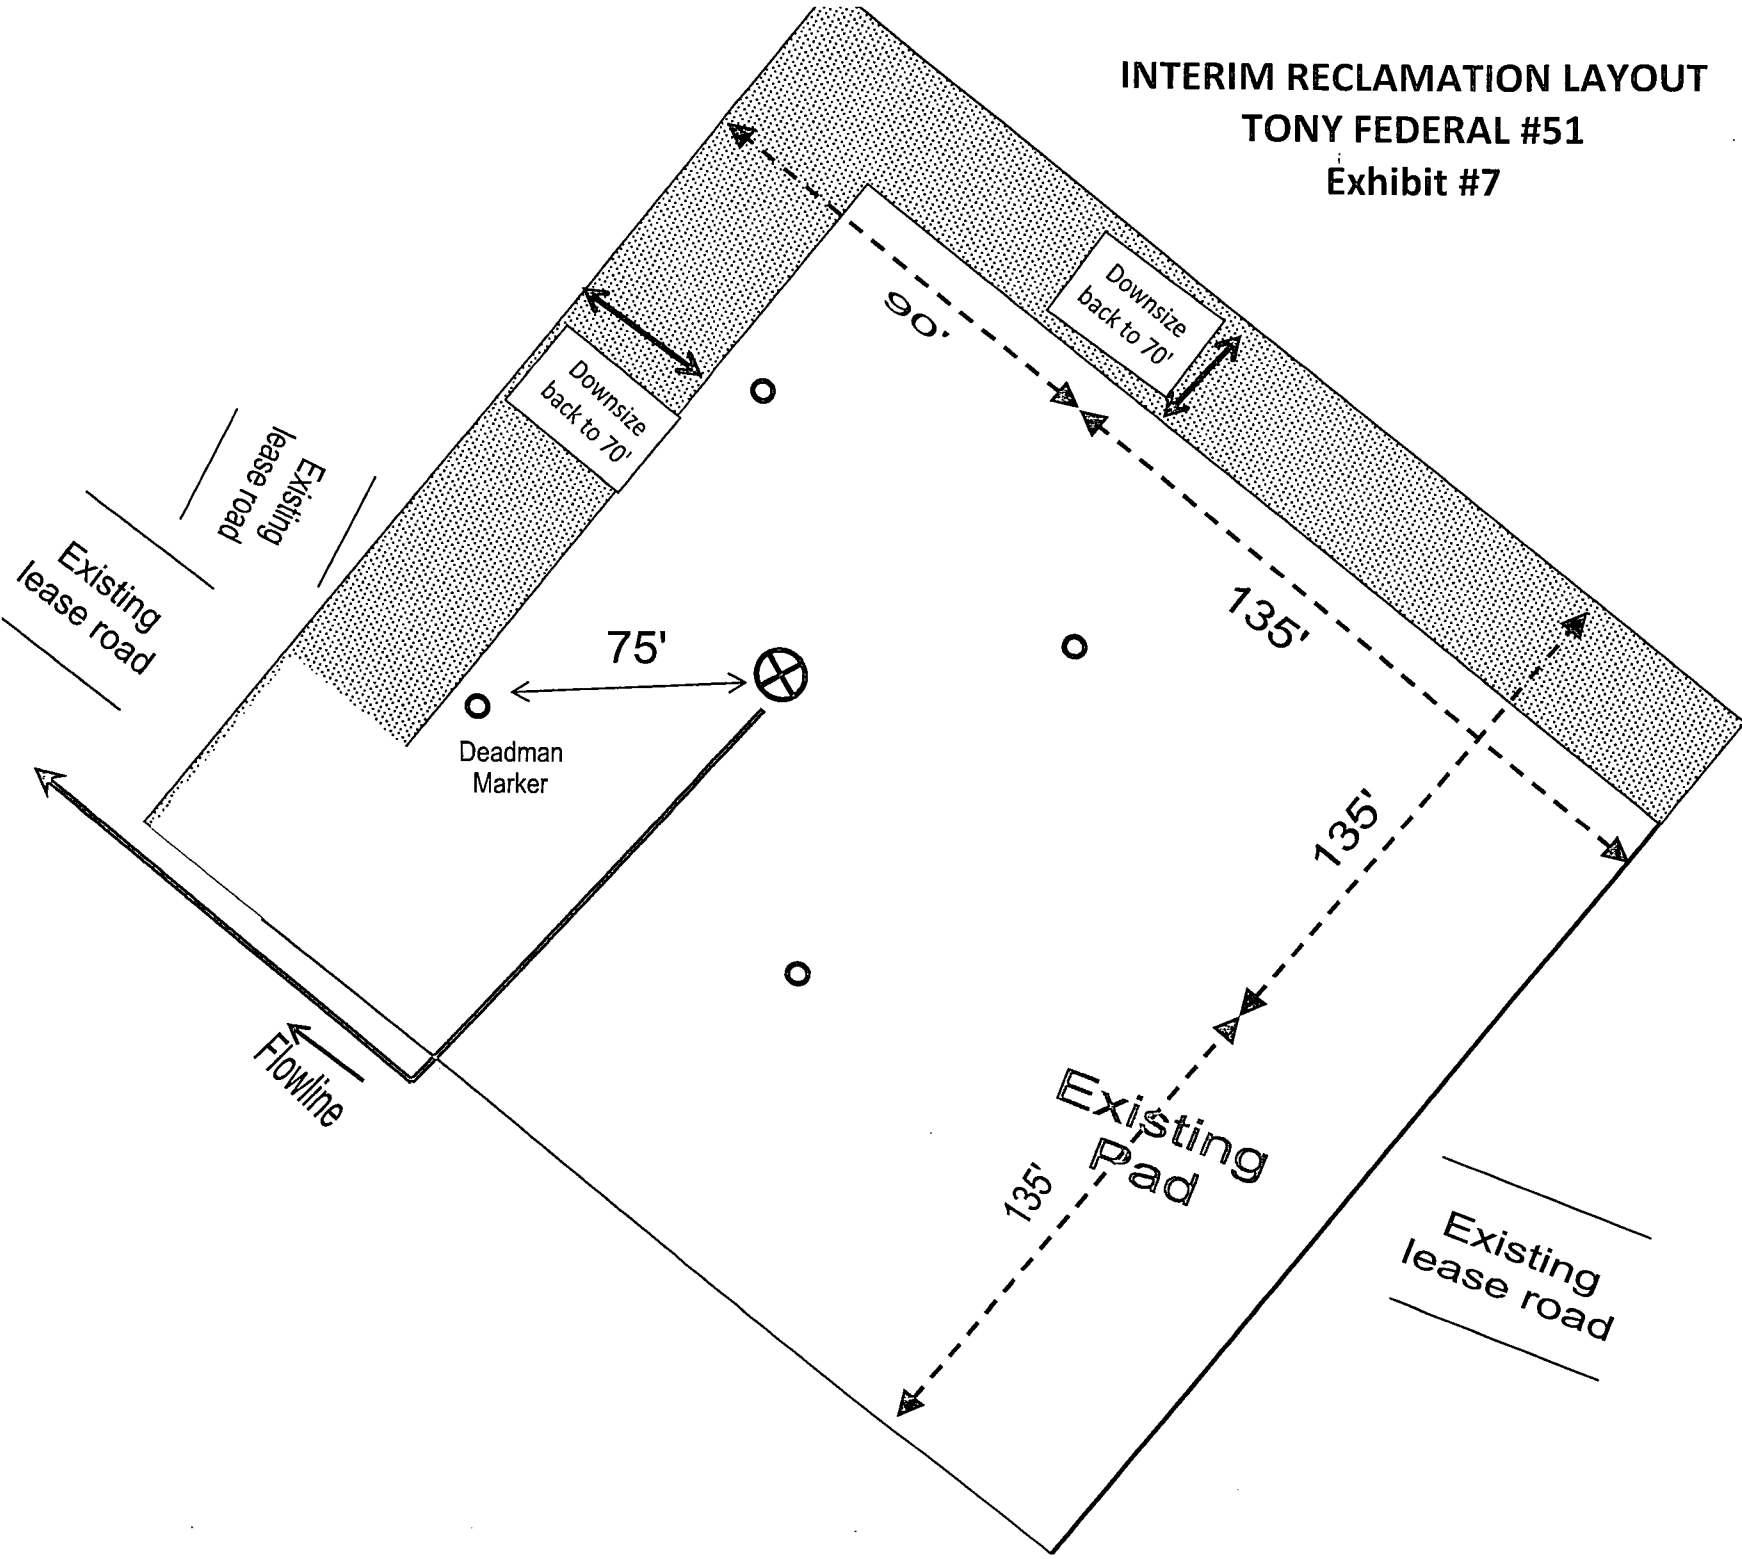 INTERIM RECLAMATION LAYOUT
TONY FEDERAL #51
Exhibit #7
Downsize
back to 70'
90'
Downsize
back to 70'
Existing
lease road
Existing
lease road
135'
75'
Deadman
Marker
135'
Flowline
Existing
Pad
135'
Existing
lease road